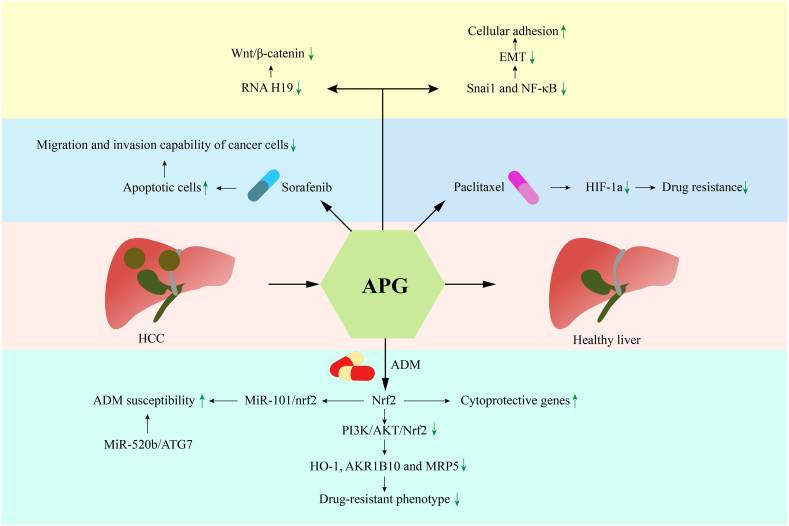 Cellular adhesion ↑
Wnt/β-catenin ↓
EMT ↓
RNA H19 ↓
Snai1 and NF-κB ↓
Migration and invasion capability of cancer cells ↓
Apoptotic cells ↑
Sorafenib
Paclitaxel
HIF-1a ↓
Drug resistance ↓
APG
HCC
Healthy liver
ADM
ADM susceptibility ↑
MiR-101/nrf2
Nrf2
Cytoprotective genes ↑
PI3K/AKT/Nrf2 ↓
MiR-520b/ATG7
HO-1, AKR1B10 and MRP5 ↓
Drug-resistant phenotype ↓